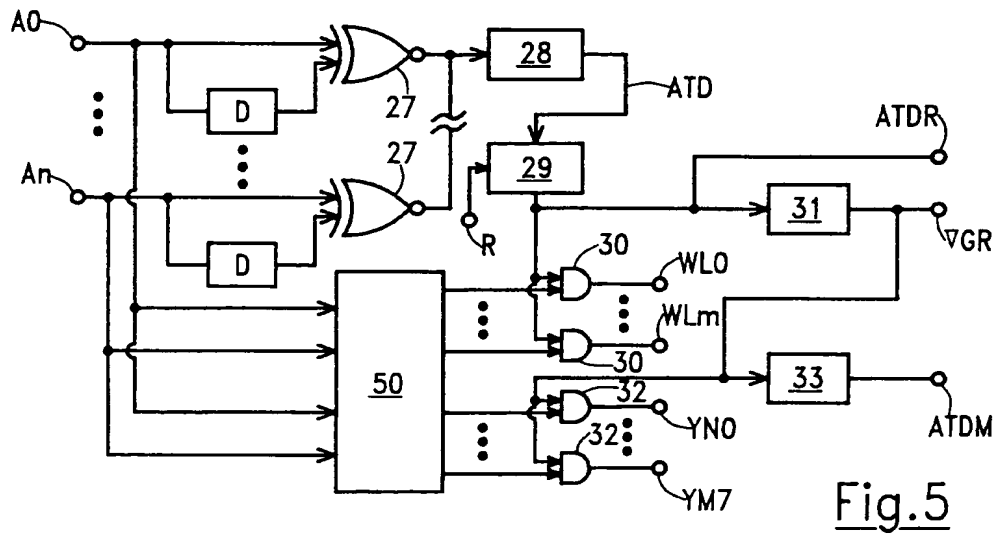 A0
28
27
D
ATD
ATDR
An
27
29
31
R
∇GR
D
30
WL0
WLm
50
30
33
32
YN0
ATDM
32
YM7
Fig.5